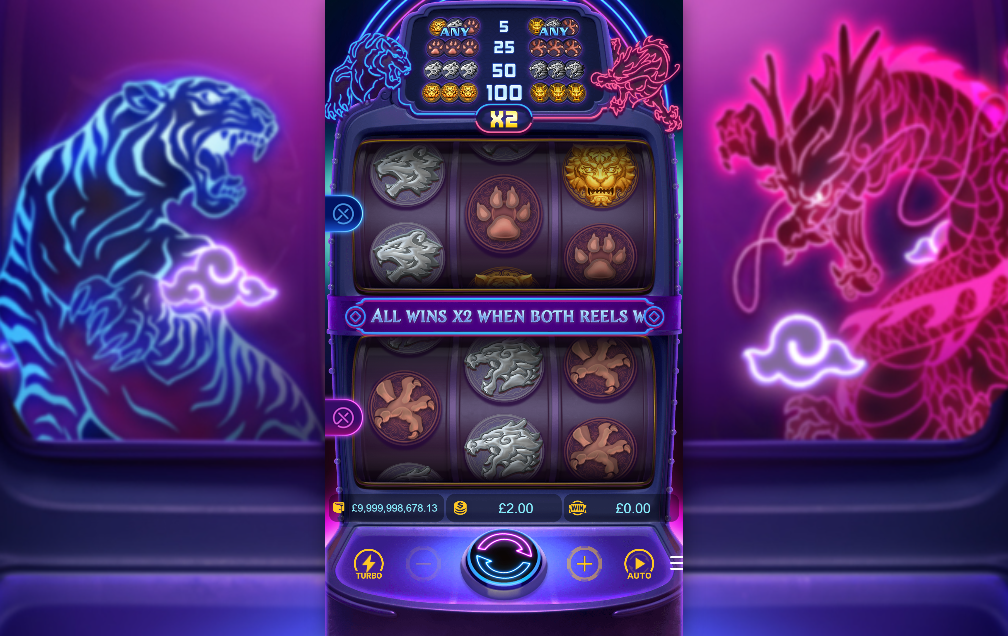 ANY 5 ANY
25
50
100
X2
ALL WINS X2 WHEN BOTH REELS W
£9,999,998,678.13 £2.00 WIN £0.00
TURBO AUTO